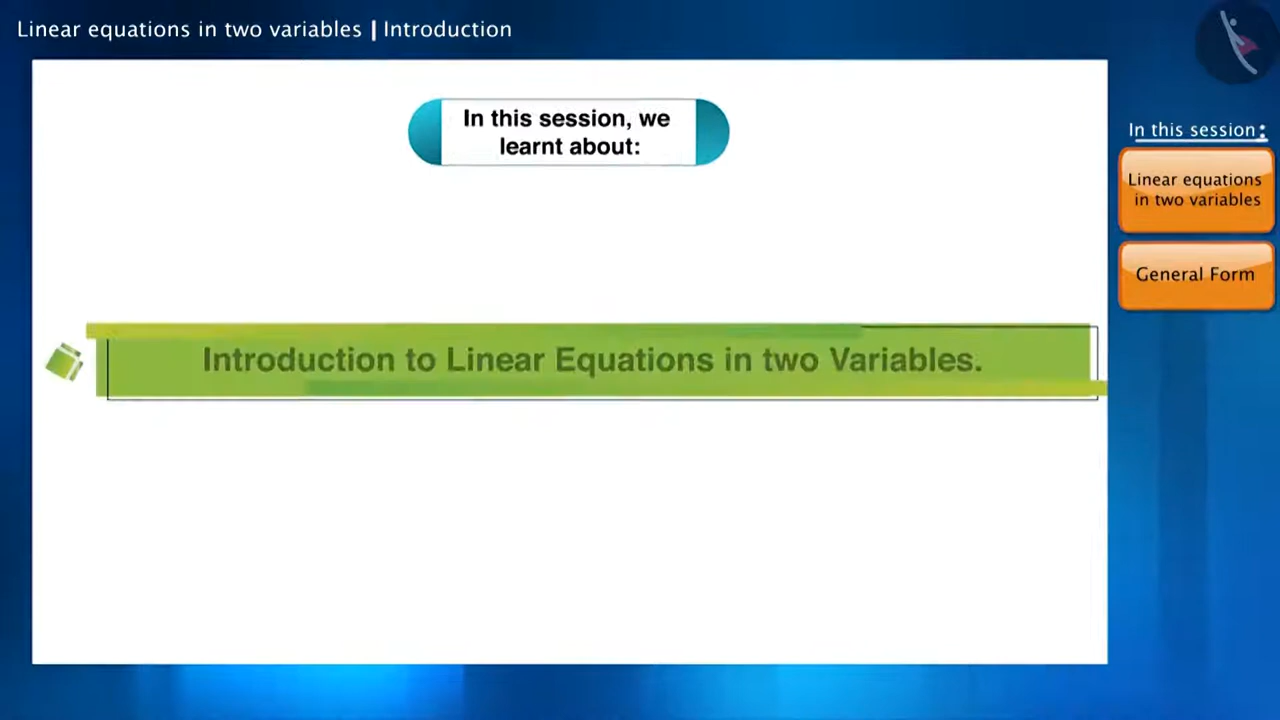 Linear equations in two variables | Introduction
In this session, we
learnt about:
Introduction to Linear Equations in two Variables.
In this session:
Linear equations
in two variables
General Form